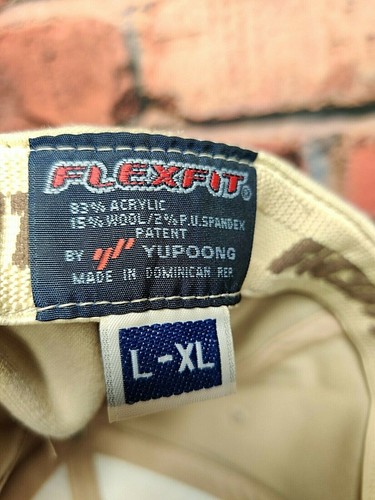 FLEXFIT®
83% ACRYLIC
15% WOOL/2% P.U.SPANDEX
PATENT
BY YUPOONG
MADE IN DOMINICAN REP
L-XL